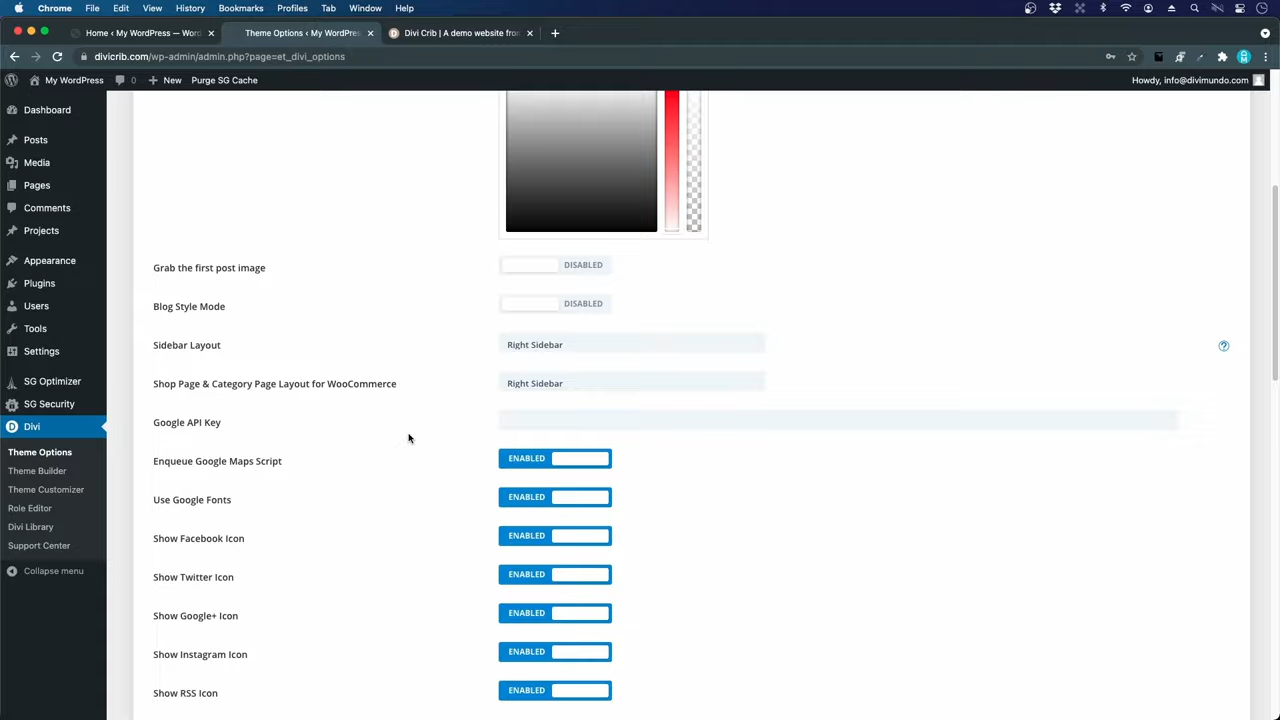 Chrome File Edit View History Bookmarks Profiles Tab Window Help
Home ‹ My WordPress — Word
Theme Options ‹ My WordPres
Divi Crib | A demo website fro
divicrib.com/wp-admin/admin.php?page=et_divi_options
My WordPress 0 New Purge SG Cache Howdy, info@divimundo.com
Dashboard
Posts
Media
Pages
Comments
Projects
Appearance
Plugins
Users
Tools
Settings
SG Optimizer
SG Security
Divi
Theme Options
Theme Builder
Theme Customizer
Role Editor
Divi Library
Support Center
Collapse menu
Grab the first post image DISABLED
Blog Style Mode DISABLED
Sidebar Layout Right Sidebar
Shop Page & Category Page Layout for WooCommerce Right Sidebar
Google API Key
Enqueue Google Maps Script ENABLED
Use Google Fonts ENABLED
Show Facebook Icon ENABLED
Show Twitter Icon ENABLED
Show Google+ Icon ENABLED
Show Instagram Icon ENABLED
Show RSS Icon ENABLED